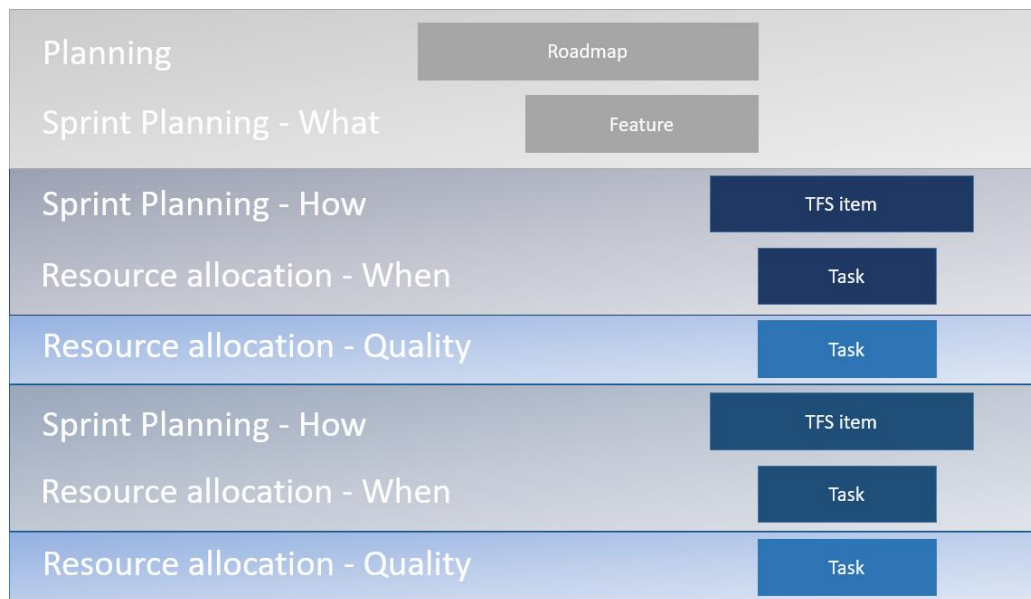 Planning
Roadmap
Sprint Planning - What
Feature
Sprint Planning - How
TFS item
Resource allocation - When
Task
Resource allocation - Quality
Task
Sprint Planning - How
TFS item
Resource allocation - When
Task
Resource allocation - Quality
Task